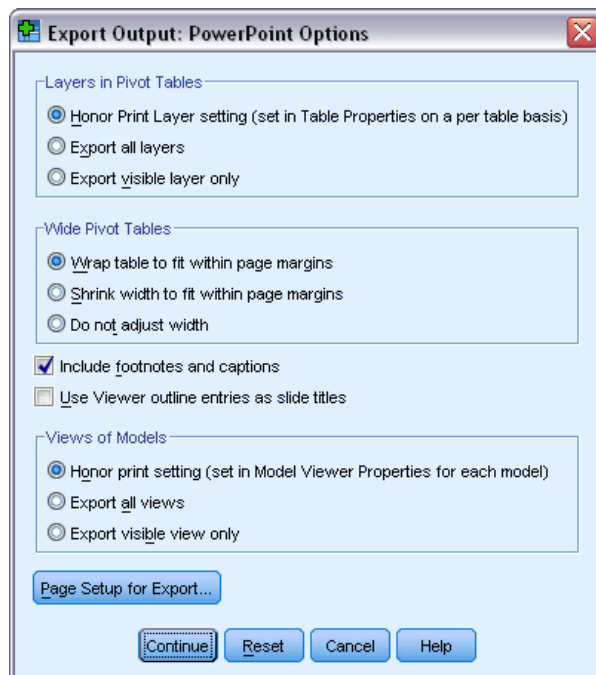 Export Output: PowerPoint Options
Layers in Pivot Tables
Honor Print Layer setting (set in Table Properties on a per table basis)
Export all layers
Export visible layer only
Wide Pivot Tables
Wrap table to fit within page margins
Shrink width to fit within page margins
Do not adjust width
Include footnotes and captions
Use Viewer outline entries as slide titles
Views of Models
Honor print setting (set in Model Viewer Properties for each model)
Export all views
Export visible view only
Page Setup for Export...
Continue Reset Cancel Help